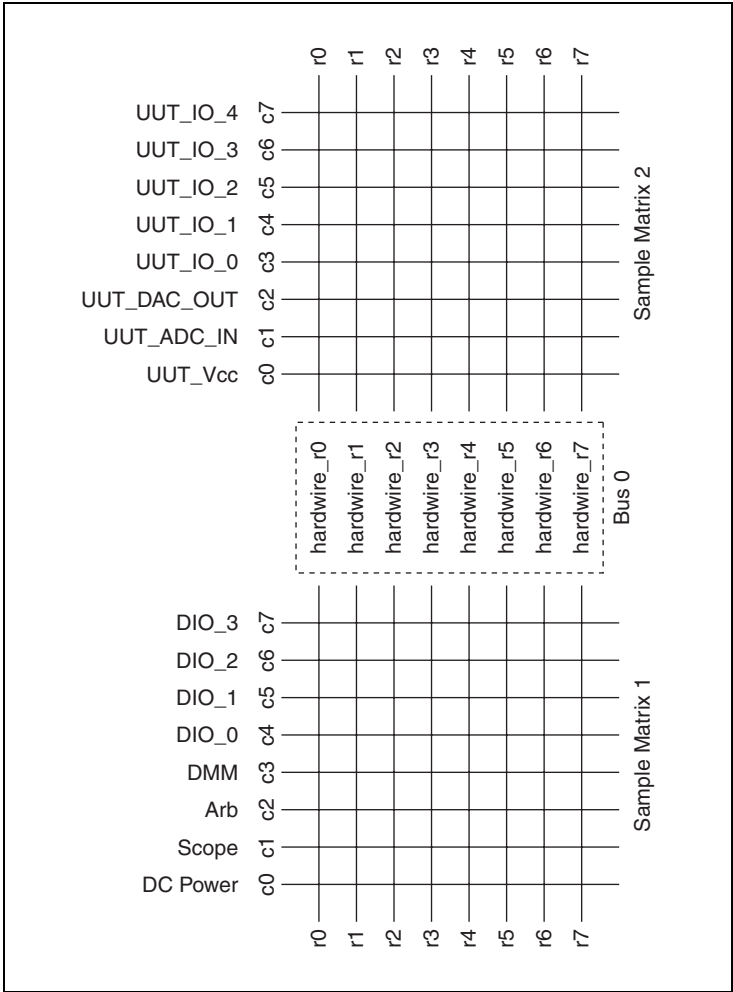 r0 r1 r2 r3 r4 r5 r6 r7
UUT_IO_4 c7
UUT_IO_3 c6
UUT_IO_2 c5
UUT_IO_1 c4
UUT_IO_0 c3
UUT_DAC_OUT c2
UUT_ADC_IN c1
UUT_Vcc c0
Sample Matrix 2
hardwire_r0
hardwire_r1
hardwire_r2
hardwire_r3
hardwire_r4
hardwire_r5
hardwire_r6
hardwire_r7
Bus 0
DIO_3 c7
DIO_2 c6
DIO_1 c5
DIO_0 c4
DMM c3
Arb c2
Scope c1
DC Power c0
Sample Matrix 1
r0 r1 r2 r3 r4 r5 r6 r7